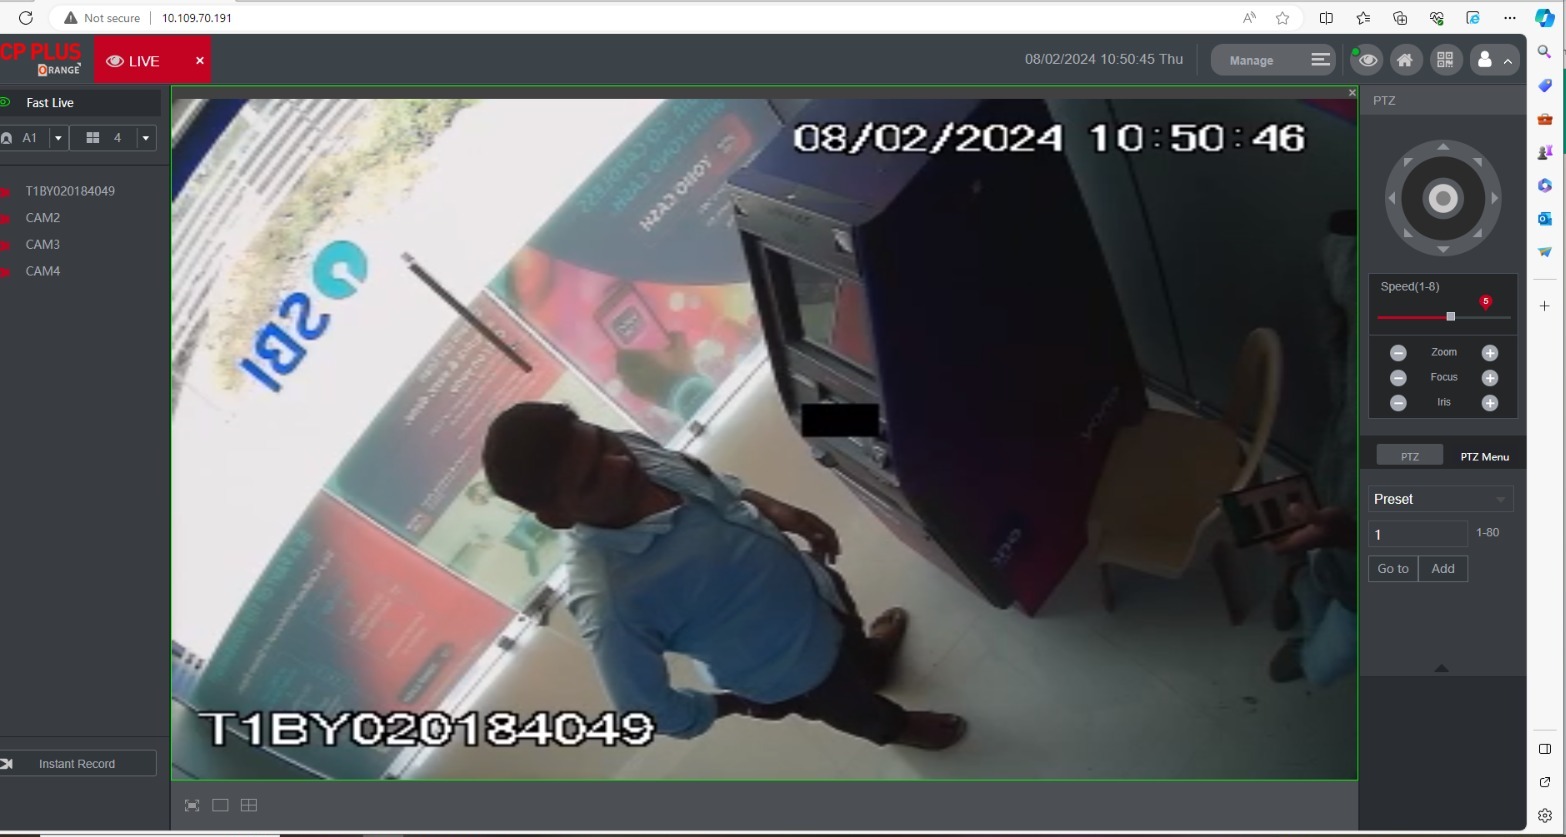 Not secure
10.109.70.191
CP PLUS
ORANGE
LIVE
08/02/2024 10:50:45 Thu
Manage
Fast Live
A1
4
T1BY020184049
CAM2
CAM3
CAM4
Instant Record
08/02/2024 10:50:46
YONO CASH
SBI
T1BY020184049
PTZ
Speed(1-8)
5
Zoom
Focus
Iris
PTZ
PTZ Menu
Preset
1
1-80
Go to
Add